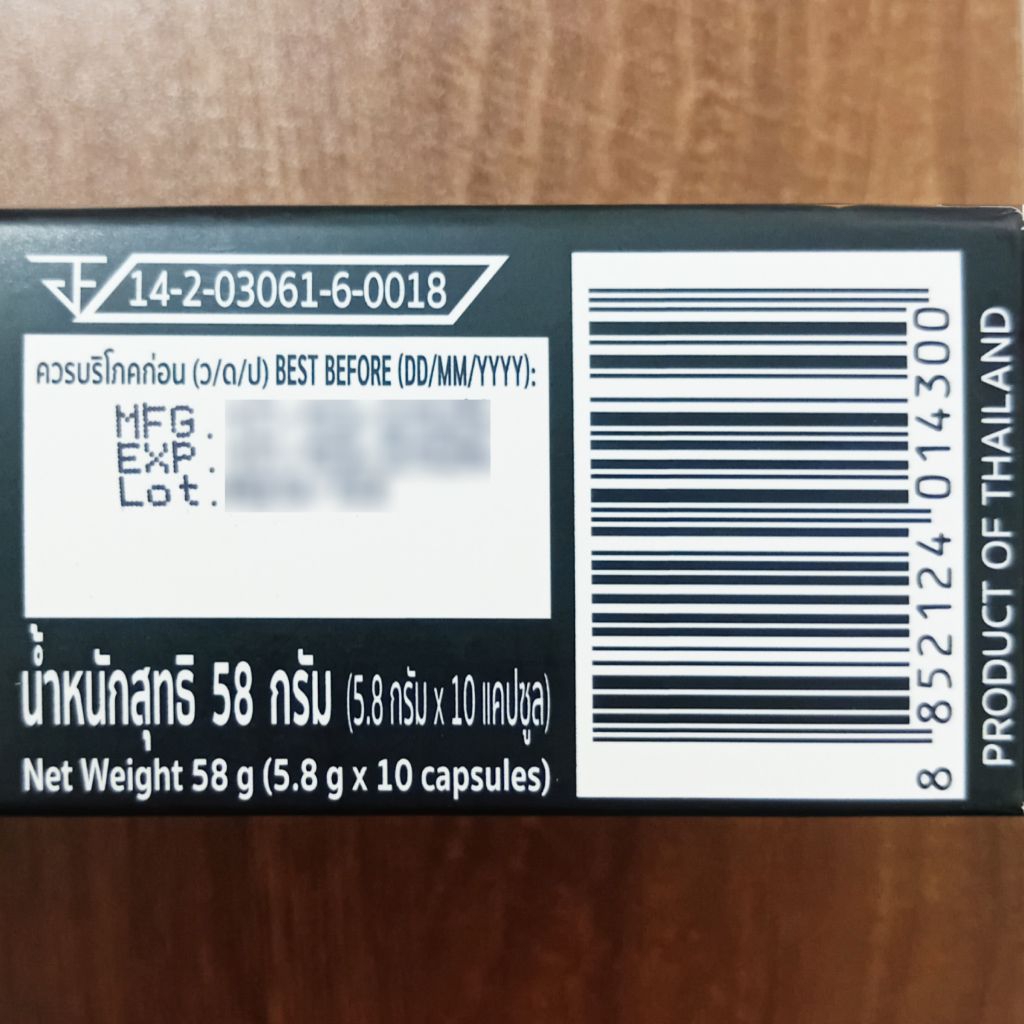 14-2-03061-6-0018
ควรบริโภคก่อน (ว/ด/ป) BEST BEFORE (DD/MM/YYYY):
MFG.
EXP.
Lot.
น้ำหนักสุทธิ 58 กรัม (5.8 กรัม x 10 แคปซูล)
Net Weight 58 g (5.8 g x 10 capsules)
8 852124 014300
PRODUCT OF THAILAND